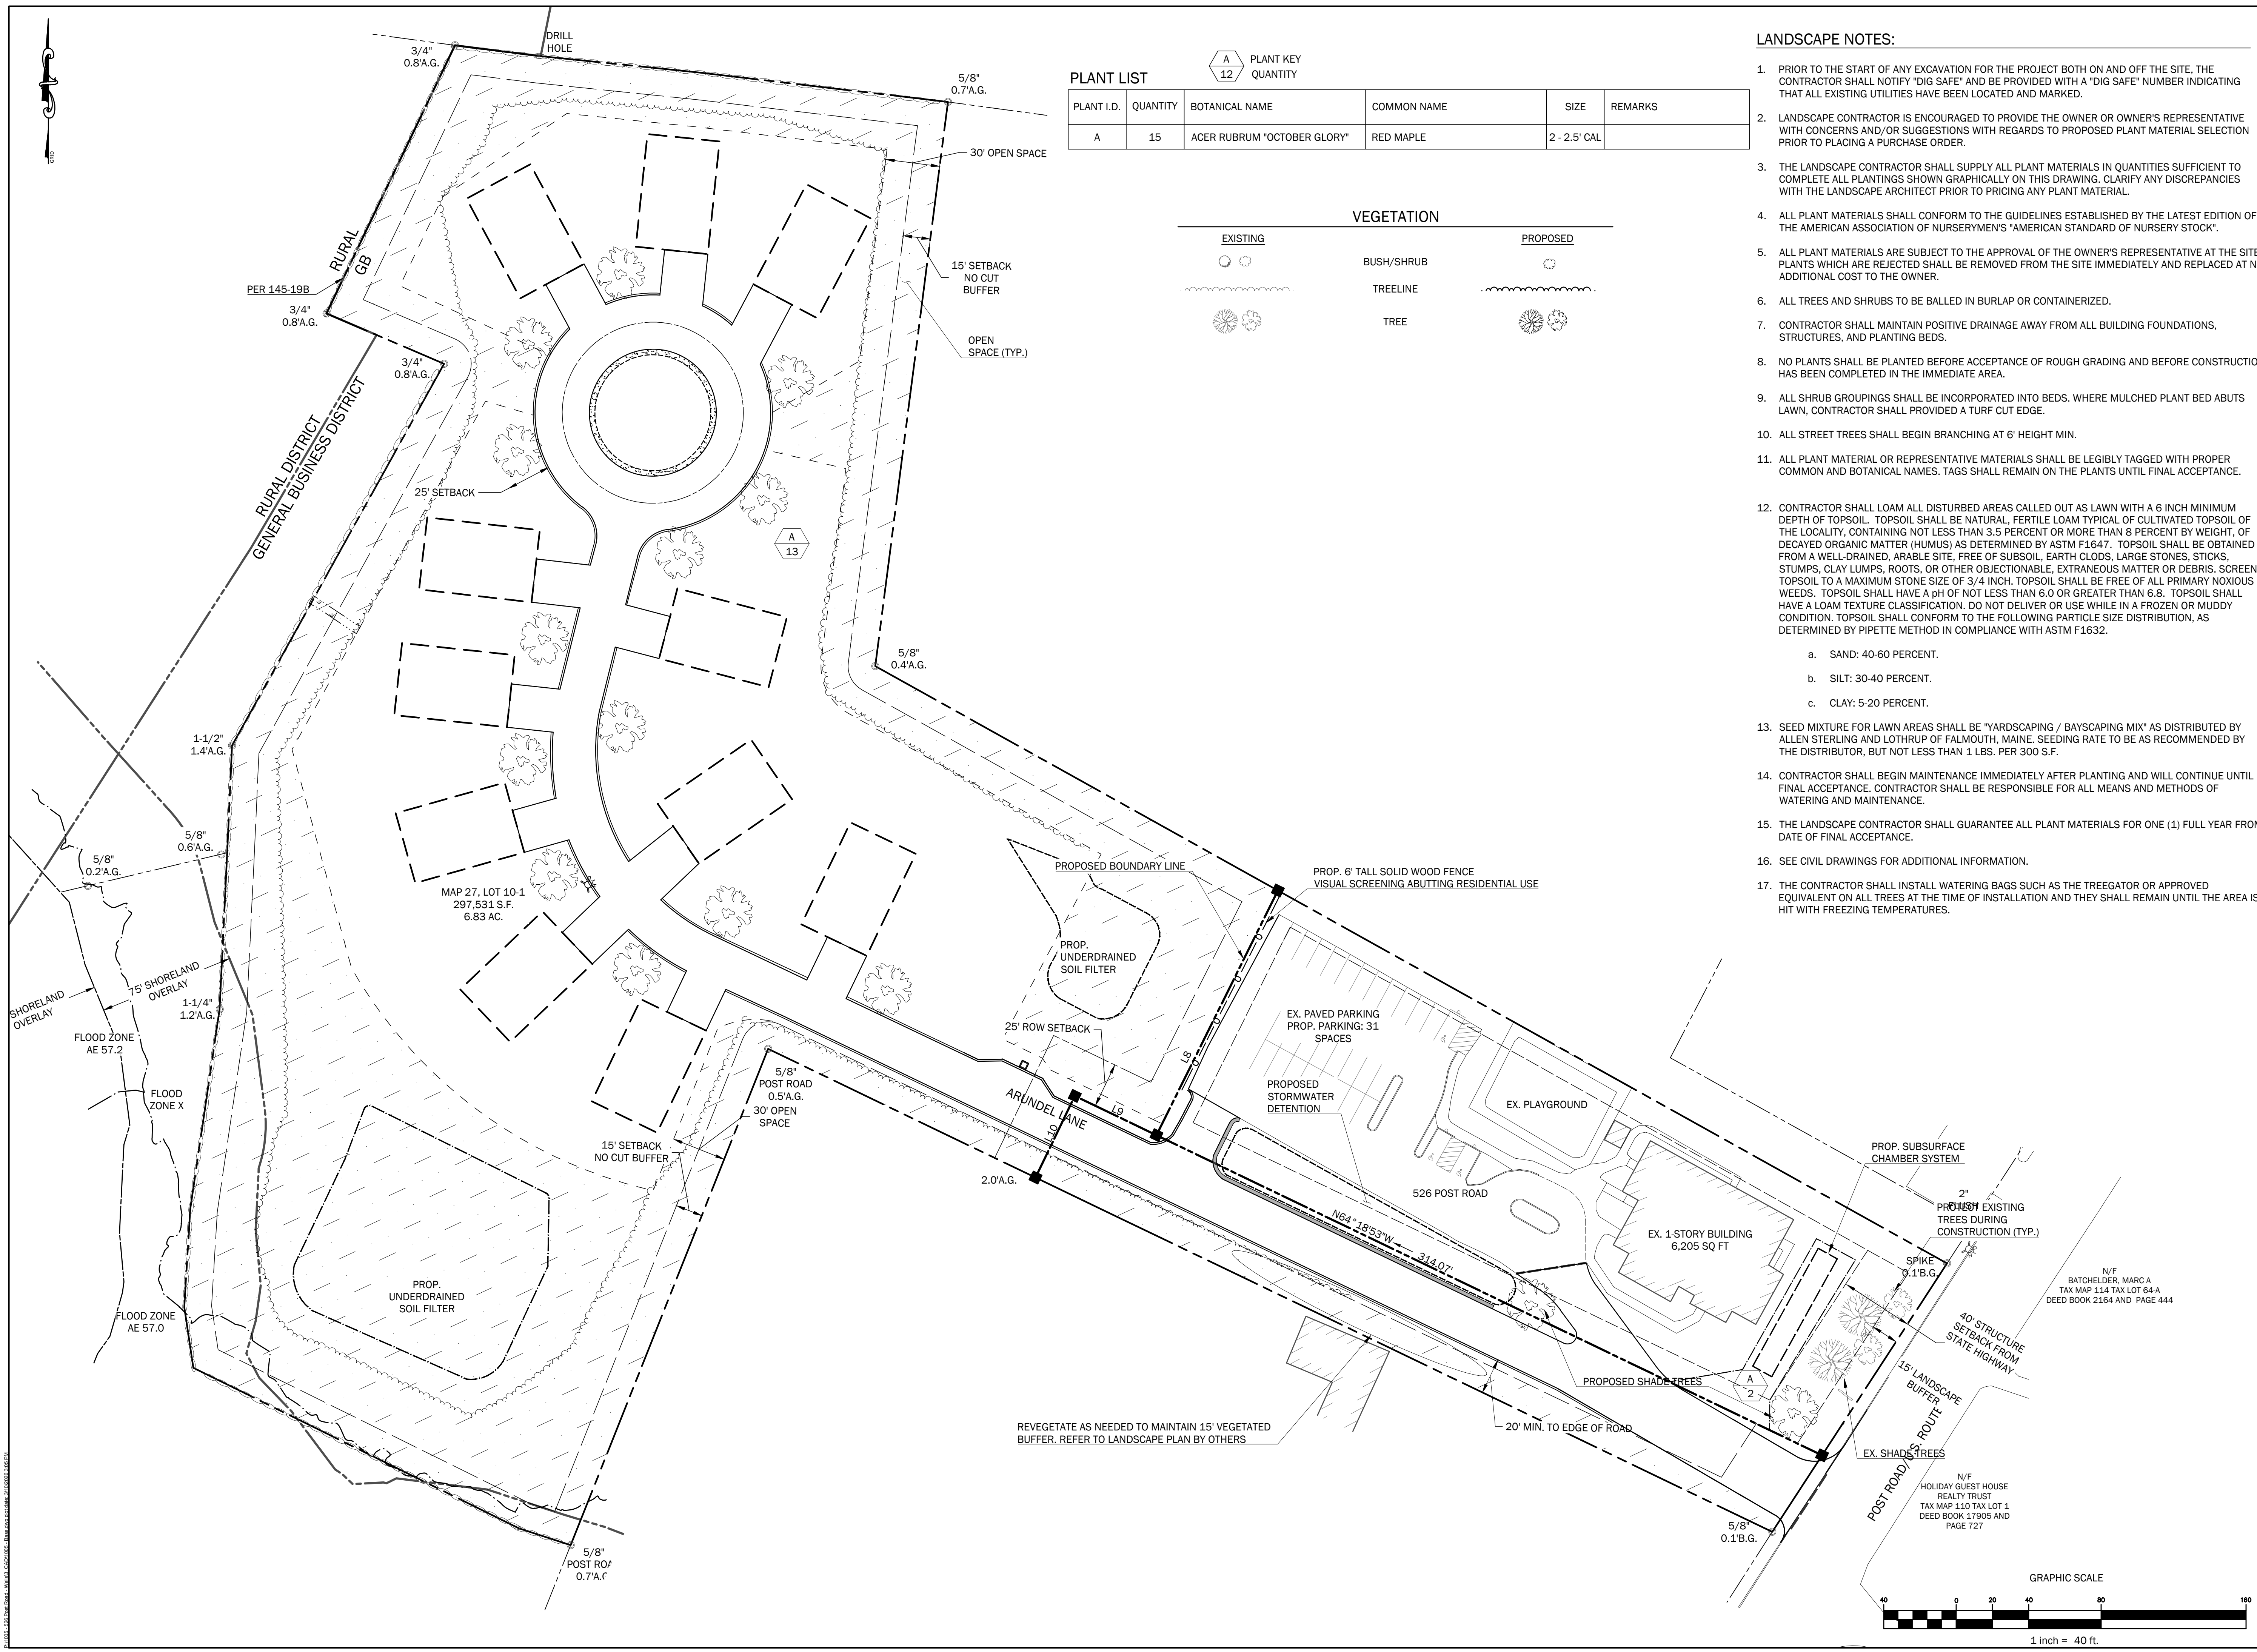 GRID
DRILL
HOLE
3/4"
0.8'A.G.
5/8"
0.7'A.G.
30' OPEN SPACE
15' SETBACK
NO CUT
BUFFER
OPEN
SPACE (TYP.)
RURAL
GB
PER 145-19B
3/4"
0.8'A.G.
3/4"
0.8'A.G.
RURAL DISTRICT
GENERAL BUSINESS DISTRICT
25' SETBACK
A
13
5/8"
0.4'A.G.
1-1/2"
1.4'A.G.
5/8"
0.6'A.G.
5/8"
0.2'A.G.
MAP 27, LOT 10-1
297,531 S.F.
6.83 AC.
SHORELAND
OVERLAY
75' SHORELAND
OVERLAY
1-1/4"
1.2'A.G.
FLOOD ZONE
AE 57.2
FLOOD
ZONE X
FLOOD ZONE
AE 57.0
PROP.
UNDERDRAINED
SOIL FILTER
15' SETBACK
NO CUT BUFFER
5/8"
POST ROAD
0.5'A.G.
30' OPEN
SPACE
5/8"
POST ROA
0.7'A.G
PROPOSED BOUNDARY LINE
PROP. 6' TALL SOLID WOOD FENCE
VISUAL SCREENING ABUTTING RESIDENTIAL USE
PROP.
UNDERDRAINED
SOIL FILTER
25' ROW SETBACK
ARUNDEL LANE
L8
L9
L10
2.0'A.G.
EX. PAVED PARKING
PROP. PARKING: 31
SPACES
PROPOSED
STORMWATER
DETENTION
EX. PLAYGROUND
526 POST ROAD
EX. 1-STORY BUILDING
6,205 SQ FT
N64°18'53"W
314.07'
PROP. SUBSURFACE
CHAMBER SYSTEM
2"
FLUSH
PROTECT EXISTING
TREES DURING
CONSTRUCTION (TYP.)
SPIKE
0.1'B.G.
N/F
BATCHELDER, MARC A
TAX MAP 114 TAX LOT 64-A
DEED BOOK 2164 AND PAGE 444
40' STRUCTURE
SETBACK FROM
STATE HIGHWAY
15' LANDSCAPE
BUFFER
PROPOSED SHADE TREES
A
2
20' MIN. TO EDGE OF ROAD
REVEGETATE AS NEEDED TO MAINTAIN 15' VEGETATED
BUFFER. REFER TO LANDSCAPE PLAN BY OTHERS
EX. SHADE TREES
POST ROAD/U.S. ROUTE
N/F
HOLIDAY GUEST HOUSE
REALTY TRUST
TAX MAP 110 TAX LOT 1
DEED BOOK 17905 AND
PAGE 727
5/8"
0.1'B.G.
GRAPHIC SCALE
40 0 20 40 80 160
1 inch = 40 ft.
A PLANT KEY
12 QUANTITY
PLANT LIST
PLANT I.D. QUANTITY BOTANICAL NAME COMMON NAME SIZE REMARKS
A 15 ACER RUBRUM "OCTOBER GLORY" RED MAPLE 2 - 2.5' CAL
VEGETATION
EXISTING PROPOSED
BUSH/SHRUB
TREELINE
TREE
LANDSCAPE NOTES:
1. PRIOR TO THE START OF ANY EXCAVATION FOR THE PROJECT BOTH ON AND OFF THE SITE, THE
CONTRACTOR SHALL NOTIFY "DIG SAFE" AND BE PROVIDED WITH A "DIG SAFE" NUMBER INDICATING
THAT ALL EXISTING UTILITIES HAVE BEEN LOCATED AND MARKED.
2. LANDSCAPE CONTRACTOR IS ENCOURAGED TO PROVIDE THE OWNER OR OWNER'S REPRESENTATIVE
WITH CONCERNS AND/OR SUGGESTIONS WITH REGARDS TO PROPOSED PLANT MATERIAL SELECTION
PRIOR TO PLACING A PURCHASE ORDER.
3. THE LANDSCAPE CONTRACTOR SHALL SUPPLY ALL PLANT MATERIALS IN QUANTITIES SUFFICIENT TO
COMPLETE ALL PLANTINGS SHOWN GRAPHICALLY ON THIS DRAWING. CLARIFY ANY DISCREPANCIES
WITH THE LANDSCAPE ARCHITECT PRIOR TO PRICING ANY PLANT MATERIAL.
4. ALL PLANT MATERIALS SHALL CONFORM TO THE GUIDELINES ESTABLISHED BY THE LATEST EDITION OF
THE AMERICAN ASSOCIATION OF NURSERYMEN'S "AMERICAN STANDARD OF NURSERY STOCK".
5. ALL PLANT MATERIALS ARE SUBJECT TO THE APPROVAL OF THE OWNER'S REPRESENTATIVE AT THE SITE
PLANTS WHICH ARE REJECTED SHALL BE REMOVED FROM THE SITE IMMEDIATELY AND REPLACED AT N
ADDITIONAL COST TO THE OWNER.
6. ALL TREES AND SHRUBS TO BE BALLED IN BURLAP OR CONTAINERIZED.
7. CONTRACTOR SHALL MAINTAIN POSITIVE DRAINAGE AWAY FROM ALL BUILDING FOUNDATIONS,
STRUCTURES, AND PLANTING BEDS.
8. NO PLANTS SHALL BE PLANTED BEFORE ACCEPTANCE OF ROUGH GRADING AND BEFORE CONSTRUCTIO
HAS BEEN COMPLETED IN THE IMMEDIATE AREA.
9. ALL SHRUB GROUPINGS SHALL BE INCORPORATED INTO BEDS. WHERE MULCHED PLANT BED ABUTS
LAWN, CONTRACTOR SHALL PROVIDED A TURF CUT EDGE.
10. ALL STREET TREES SHALL BEGIN BRANCHING AT 6' HEIGHT MIN.
11. ALL PLANT MATERIAL OR REPRESENTATIVE MATERIALS SHALL BE LEGIBLY TAGGED WITH PROPER
COMMON AND BOTANICAL NAMES. TAGS SHALL REMAIN ON THE PLANTS UNTIL FINAL ACCEPTANCE.
12. CONTRACTOR SHALL LOAM ALL DISTURBED AREAS CALLED OUT AS LAWN WITH A 6 INCH MINIMUM
DEPTH OF TOPSOIL. TOPSOIL SHALL BE NATURAL, FERTILE LOAM TYPICAL OF CULTIVATED TOPSOIL OF
THE LOCALITY, CONTAINING NOT LESS THAN 3.5 PERCENT OR MORE THAN 8 PERCENT BY WEIGHT, OF
DECAYED ORGANIC MATTER (HUMUS) AS DETERMINED BY ASTM F1647. TOPSOIL SHALL BE OBTAINED
FROM A WELL-DRAINED, ARABLE SITE, FREE OF SUBSOIL, EARTH CLODS, LARGE STONES, STICKS,
STUMPS, CLAY LUMPS, ROOTS, OR OTHER OBJECTIONABLE, EXTRANEOUS MATTER OR DEBRIS. SCREEN
TOPSOIL TO A MAXIMUM STONE SIZE OF 3/4 INCH. TOPSOIL SHALL BE FREE OF ALL PRIMARY NOXIOUS
WEEDS. TOPSOIL SHALL HAVE A pH OF NOT LESS THAN 6.0 OR GREATER THAN 6.8. TOPSOIL SHALL
HAVE A LOAM TEXTURE CLASSIFICATION. DO NOT DELIVER OR USE WHILE IN A FROZEN OR MUDDY
CONDITION. TOPSOIL SHALL CONFORM TO THE FOLLOWING PARTICLE SIZE DISTRIBUTION, AS
DETERMINED BY PIPETTE METHOD IN COMPLIANCE WITH ASTM F1632.
a. SAND: 40-60 PERCENT.
b. SILT: 30-40 PERCENT.
c. CLAY: 5-20 PERCENT.
13. SEED MIXTURE FOR LAWN AREAS SHALL BE "YARDSCAPING / BAYSCAPING MIX" AS DISTRIBUTED BY
ALLEN STERLING AND LOTHRUP OF FALMOUTH, MAINE. SEEDING RATE TO BE AS RECOMMENDED BY
THE DISTRIBUTOR, BUT NOT LESS THAN 1 LBS. PER 300 S.F.
14. CONTRACTOR SHALL BEGIN MAINTENANCE IMMEDIATELY AFTER PLANTING AND WILL CONTINUE UNTIL
FINAL ACCEPTANCE. CONTRACTOR SHALL BE RESPONSIBLE FOR ALL MEANS AND METHODS OF
WATERING AND MAINTENANCE.
15. THE LANDSCAPE CONTRACTOR SHALL GUARANTEE ALL PLANT MATERIALS FOR ONE (1) FULL YEAR FROM
DATE OF FINAL ACCEPTANCE.
16. SEE CIVIL DRAWINGS FOR ADDITIONAL INFORMATION.
17. THE CONTRACTOR SHALL INSTALL WATERING BAGS SUCH AS THE TREEGATOR OR APPROVED
EQUIVALENT ON ALL TREES AT THE TIME OF INSTALLATION AND THEY SHALL REMAIN UNTIL THE AREA IS
HIT WITH FREEZING TEMPERATURES.